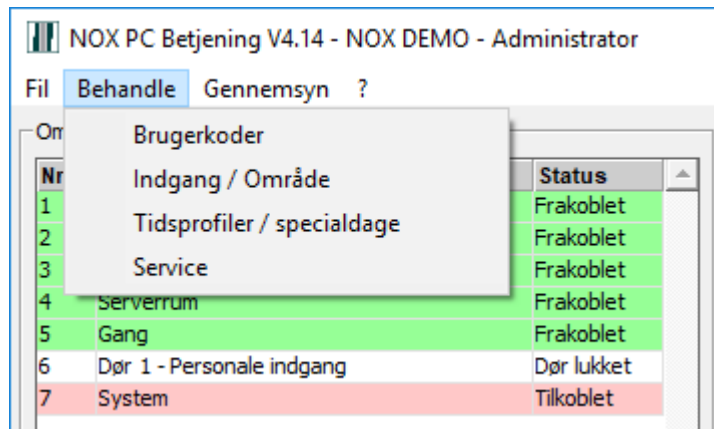 NOX PC Betjening V4.14 - NOX DEMO - Administrator
Fil Behandle Gennemsyn ?
Om
Brugerkoder
Indgang / Område
Tidsprofiler / specialdage
Service
Nr Status
1 Frakoblet
2 Frakoblet
3 Frakoblet
4 Serverrum Frakoblet
5 Gang Frakoblet
6 Dør 1 - Personale indgang Dør lukket
7 System Tilkoblet